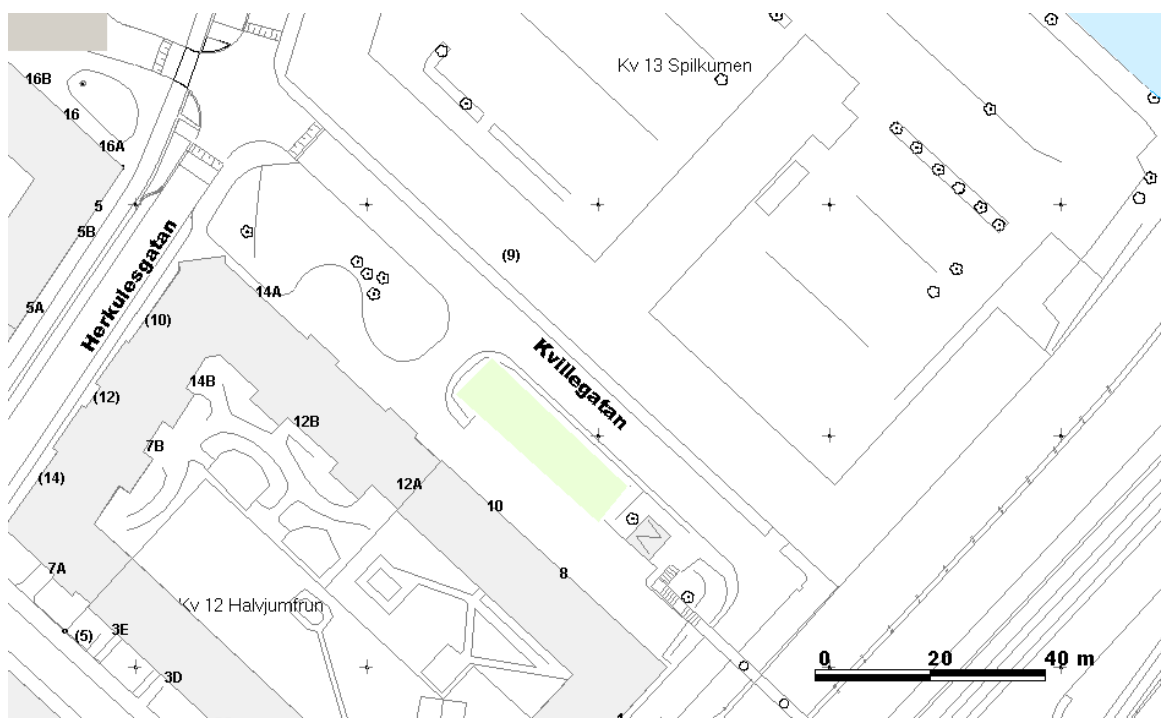 Kv 13 Spilkumen
16B
16
16A
5
5B
(9)
Herkulesgatan
14A
5A
(10)
Kvillegatan
14B
(12)
12B
7B
(14)
12A
10
7A
8
Kv 12 Halvjumfrun
3E
(5)
3D
0 20 40 m